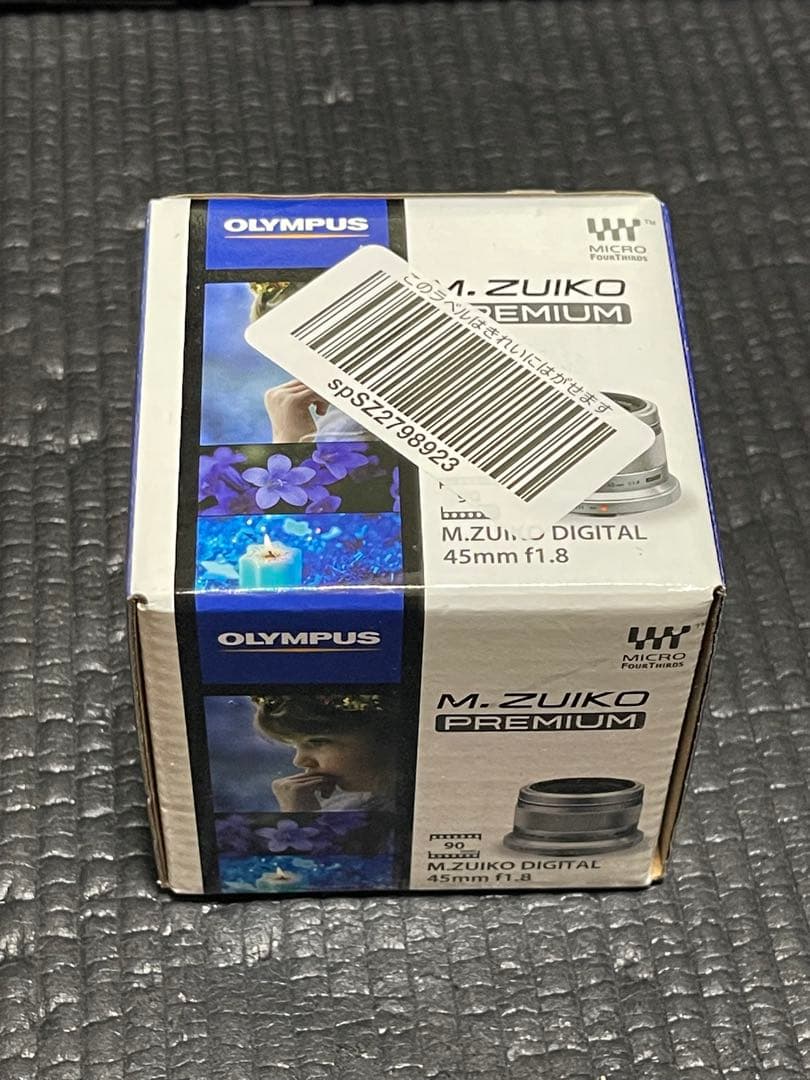 OLYMPUS
MICRO
FOURTHIRDS
M. ZUIKO
PREMIUM
このラベルはきれいにはがせます
spSZ2798923
M.ZUIKO DIGITAL
45mm f1.8
OLYMPUS
MICRO
FOURTHIRDS
M. ZUIKO
PREMIUM
90
M.ZUIKO DIGITAL
45mm f1.8